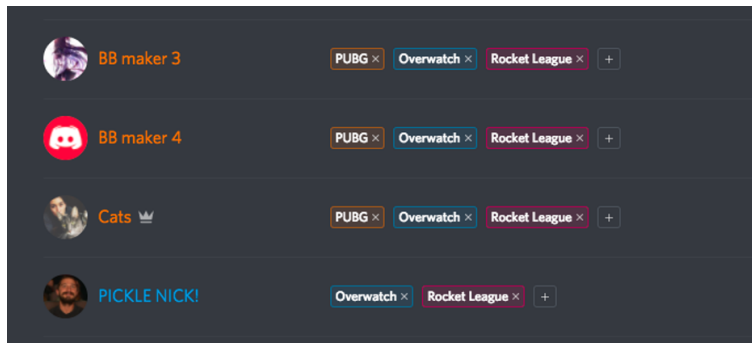 BB maker 3 PUBG × Overwatch × Rocket League × +
BB maker 4 PUBG × Overwatch × Rocket League × +
Cats PUBG × Overwatch × Rocket League × +
PICKLE NICK! Overwatch × Rocket League × +